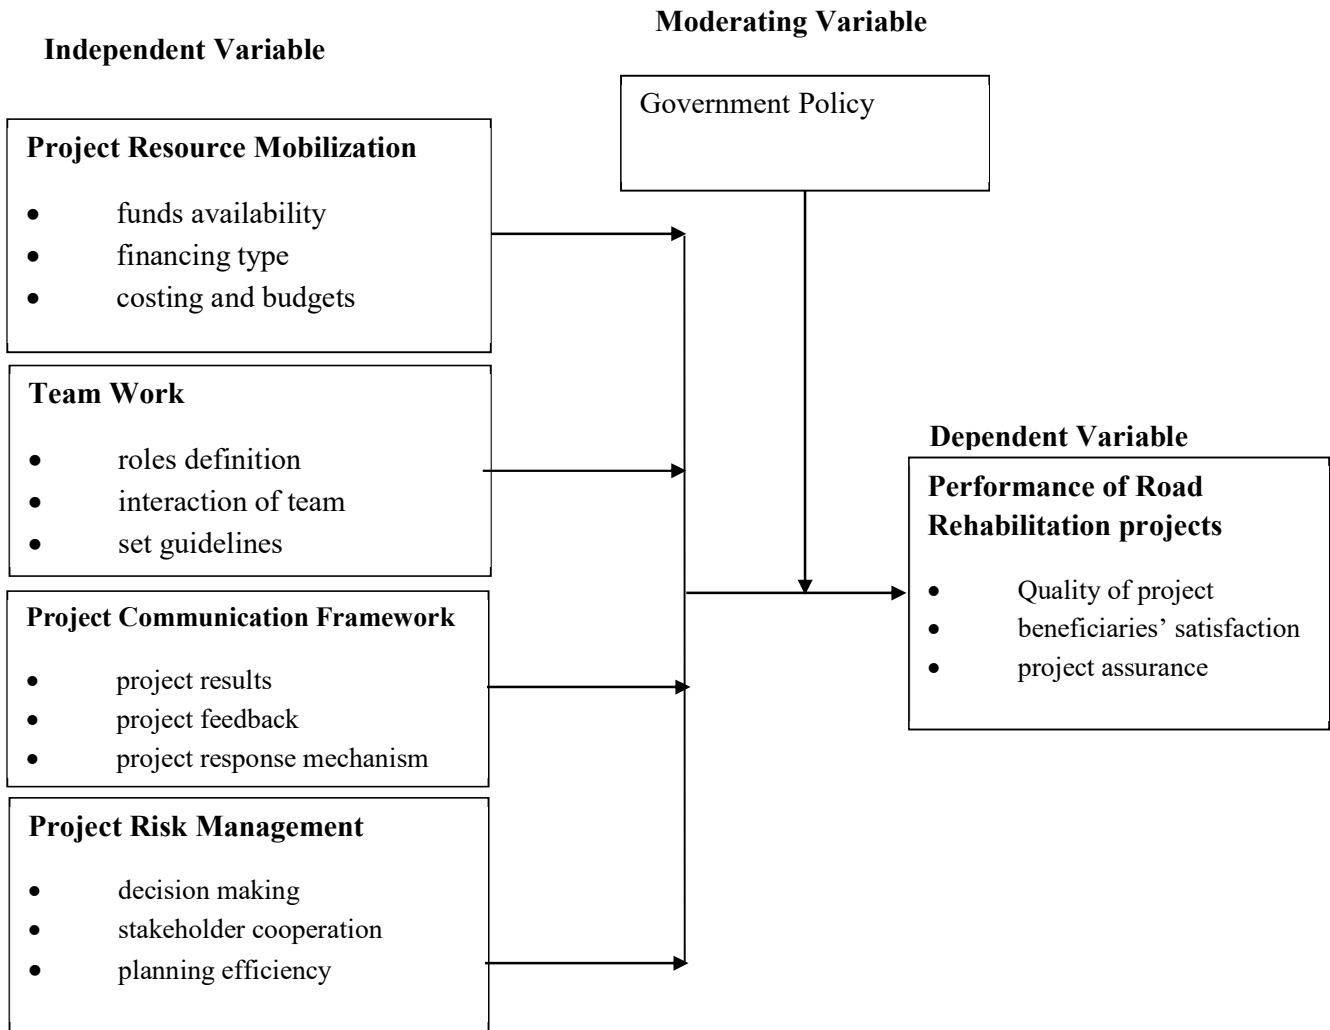 Moderating Variable
Independent Variable
Government Policy
Project Resource Mobilization
• funds availability
• financing type
• costing and budgets
Team Work
• roles definition
• interaction of team
• set guidelines
Project Communication Framework
• project results
• project feedback
• project response mechanism
Project Risk Management
• decision making
• stakeholder cooperation
• planning efficiency
Dependent Variable
Performance of Road
Rehabilitation projects
• Quality of project
• beneficiaries’ satisfaction
• project assurance